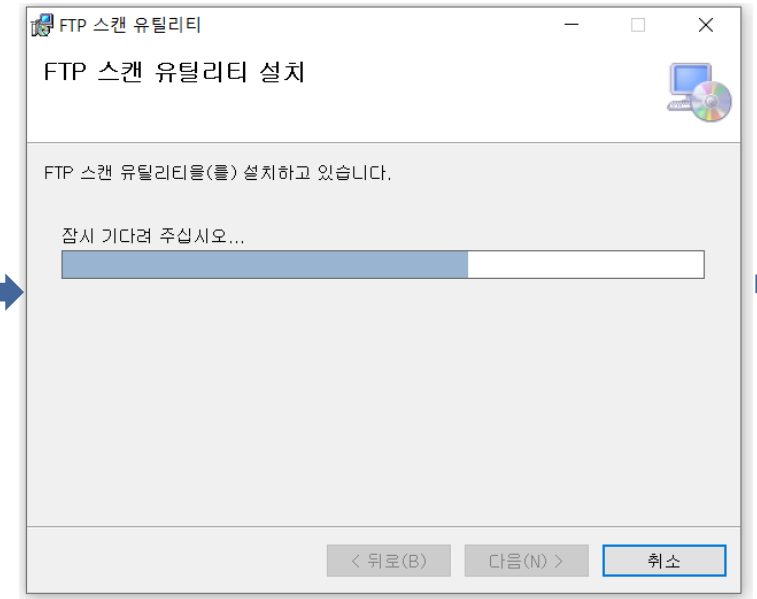 FTP 스캔 유틸리티
FTP 스캔 유틸리티 설치
FTP 스캔 유틸리티을(를) 설치하고 있습니다.
잠시 기다려 주십시오...
< 뒤로(B)
다음(N) >
취소